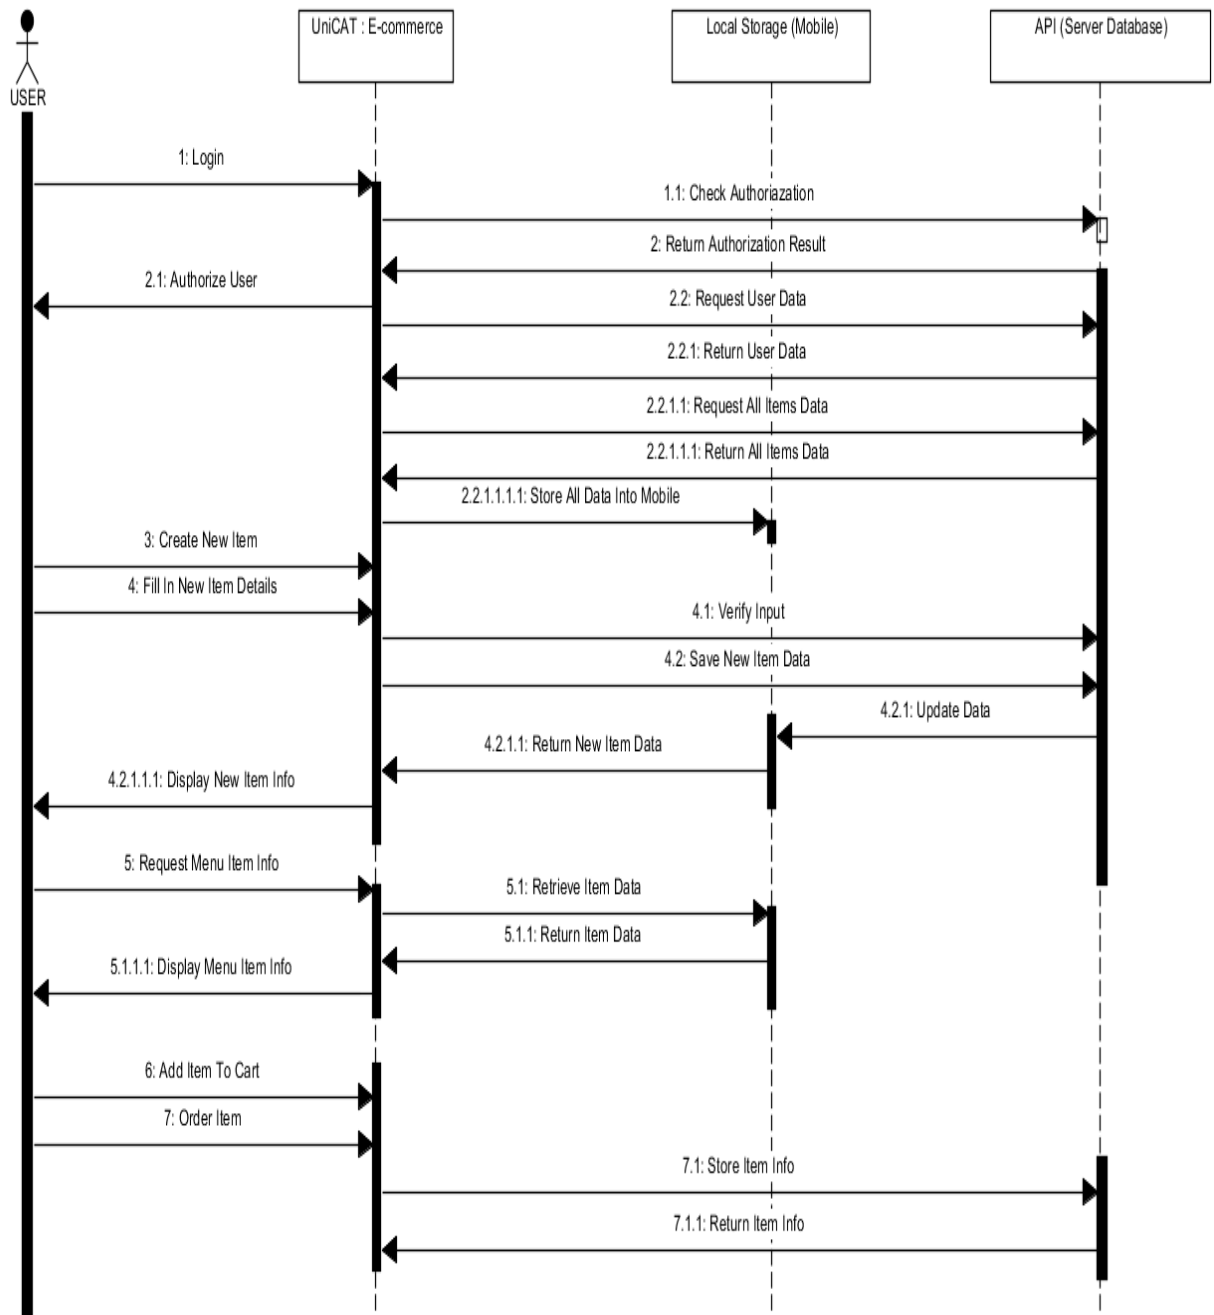 UniCAT : E-commerce
Local Storage (Mobile)
API (Server Database)
USER
1: Login
1.1: Check Authoriazation
2: Return Authorization Result
2.1: Authorize User
2.2: Request User Data
2.2.1: Return User Data
2.2.1.1: Request All Items Data
2.2.1.1.1: Return All Items Data
2.2.1.1.1.1: Store All Data Into Mobile
3: Create New Item
4: Fill In New Item Details
4.1: Verify Input
4.2: Save New Item Data
4.2.1: Update Data
4.2.1.1: Return New Item Data
4.2.1.1.1: Display New Item Info
5: Request Menu Item Info
5.1: Retrieve Item Data
5.1.1: Return Item Data
5.1.1.1: Display Menu Item Info
6: Add Item To Cart
7: Order Item
7.1: Store Item Info
7.1.1: Return Item Info